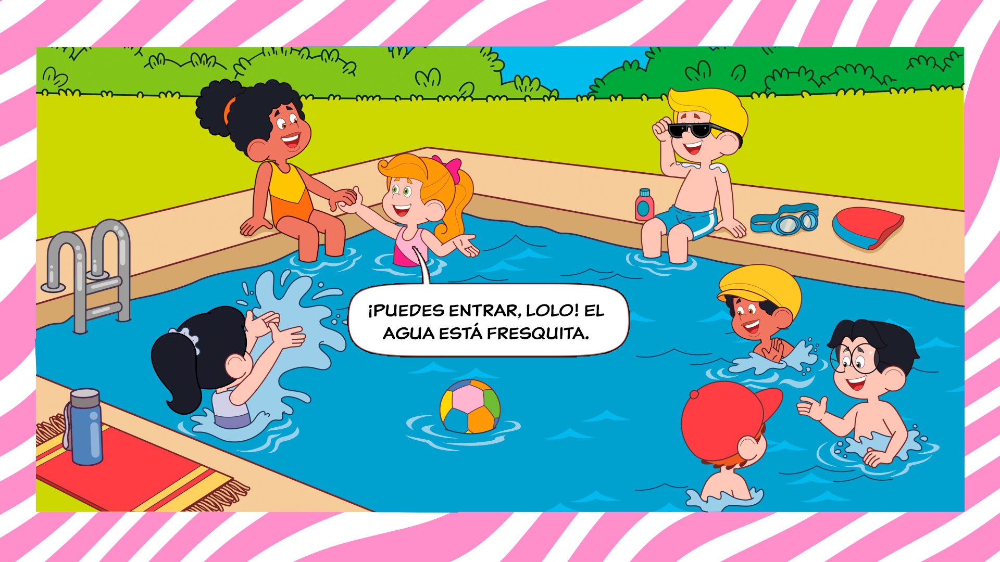 ¡PUEDES ENTRAR, LOLO! EL
AGUA ESTÁ FRESQUITA.